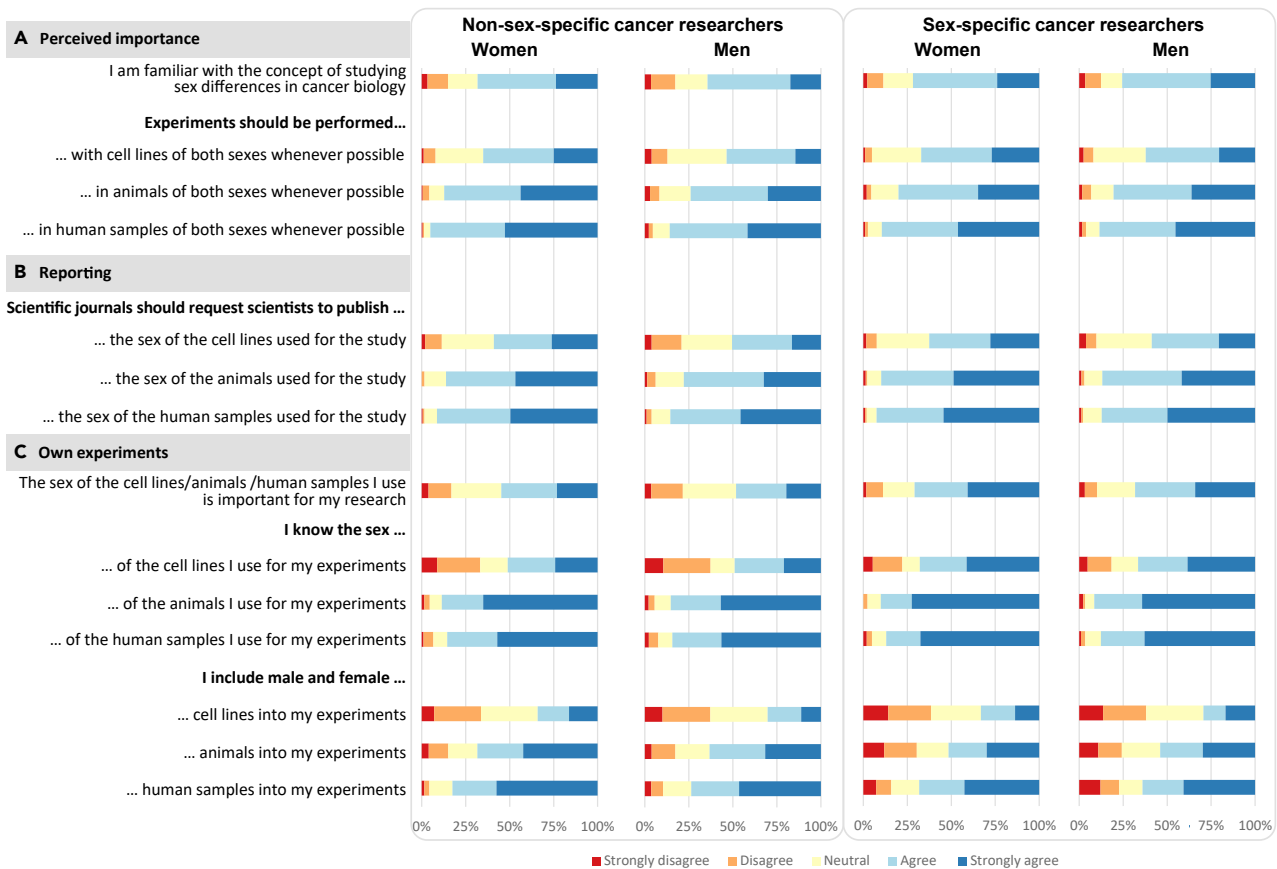 Non-sex-specific cancer researchers
Sex-specific cancer researchers
Women
Men
Women
Men
A Perceived importance
I am familiar with the concept of studying
sex differences in cancer biology
Experiments should be performed...
... with cell lines of both sexes whenever possible
... in animals of both sexes whenever possible
... in human samples of both sexes whenever possible
B Reporting
Scientific journals should request scientists to publish ...
... the sex of the cell lines used for the study
... the sex of the animals used for the study
... the sex of the human samples used for the study
C Own experiments
The sex of the cell lines/animals /human samples I use
is important for my research
I know the sex ...
... of the cell lines I use for my experiments
... of the animals I use for my experiments
... of the human samples I use for my experiments
I include male and female ...
... cell lines into my experiments
... animals into my experiments
... human samples into my experiments
0% 25% 50% 75% 100%
0% 25% 50% 75% 100%
0% 25% 50% 75% 100%
0% 25% 50% 75% 100%
Strongly disagree Disagree Neutral Agree Strongly agree